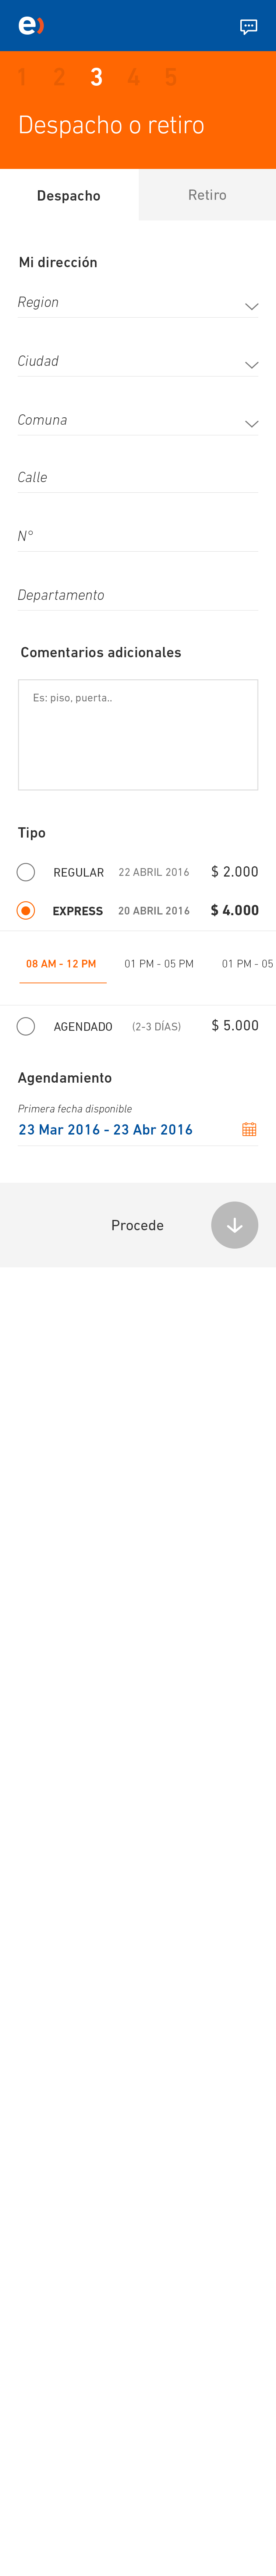 e)
1 2 3 4 5
Despacho o retiro
Despacho Retiro
Mi dirección
Region
Ciudad
Comuna
Calle
N°
Departamento
Comentarios adicionales
Es: piso, puerta..
Tipo
REGULAR 22 ABRIL 2016 $ 2.000
EXPRESS 20 ABRIL 2016 $ 4.000
08 AM - 12 PM 01 PM - 05 PM 01 PM - 05
AGENDADO (2-3 DÍAS) $ 5.000
Agendamiento
Primera fecha disponible
23 Mar 2016 - 23 Abr 2016
Procede